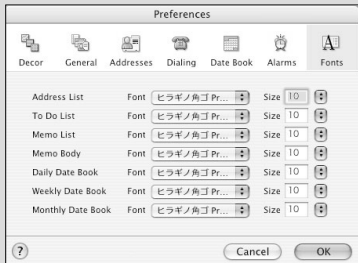 Preferences
Decor General Addresses Dialing Date Book Alarms Fonts
Address List Font ヒラギノ角ゴ Pr... Size 10
To Do List Font ヒラギノ角ゴ Pr... Size 10
Memo List Font ヒラギノ角ゴ Pr... Size 10
Memo Body Font ヒラギノ角ゴ Pr... Size 10
Daily Date Book Font ヒラギノ角ゴ Pr... Size 10
Weekly Date Book Font ヒラギノ角ゴ Pr... Size 10
Monthly Date Book Font ヒラギノ角ゴ Pr... Size 10
? Cancel OK